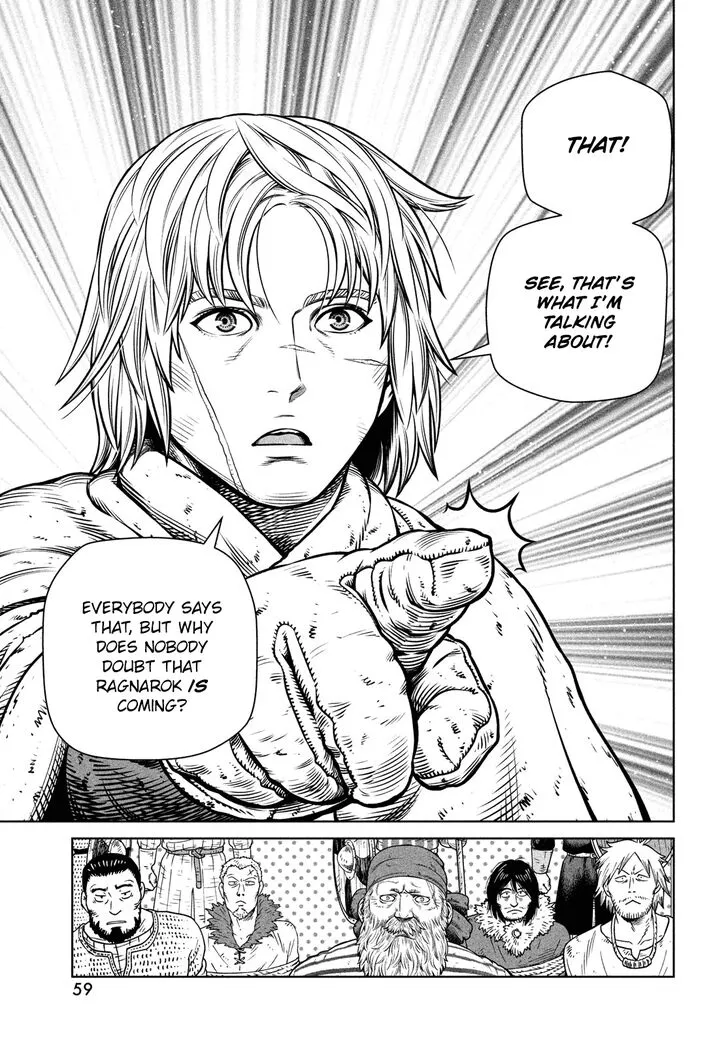 THAT!
SEE, THAT'S
WHAT I'M
TALKING
ABOUT!
EVERYBODY SAYS
THAT, BUT WHY
DOES NOBODY
DOUBT THAT
RAGNAROK IS
COMING?
59